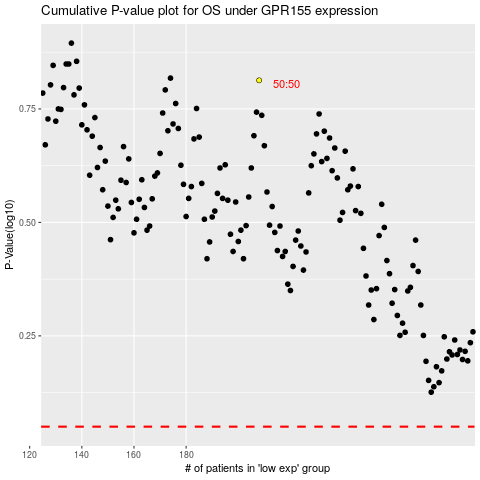 Cumulative P-value plot for OS under GPR155 expression
50:50
0.75
0.50
0.25
P-Value(log10)
120 140 160 180
# of patients in 'low exp' group